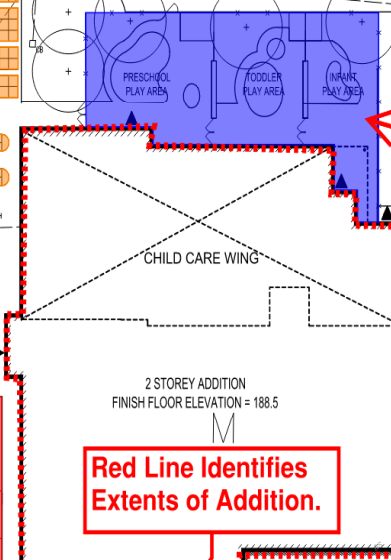 PRESCHOOL
PLAY AREA
TODDLER
PLAY AREA
INFANT
PLAY AREA
CHILD CARE WING
2 STOREY ADDITION
FINISH FLOOR ELEVATION = 188.5
Red Line Identifies
Extents of Addition.